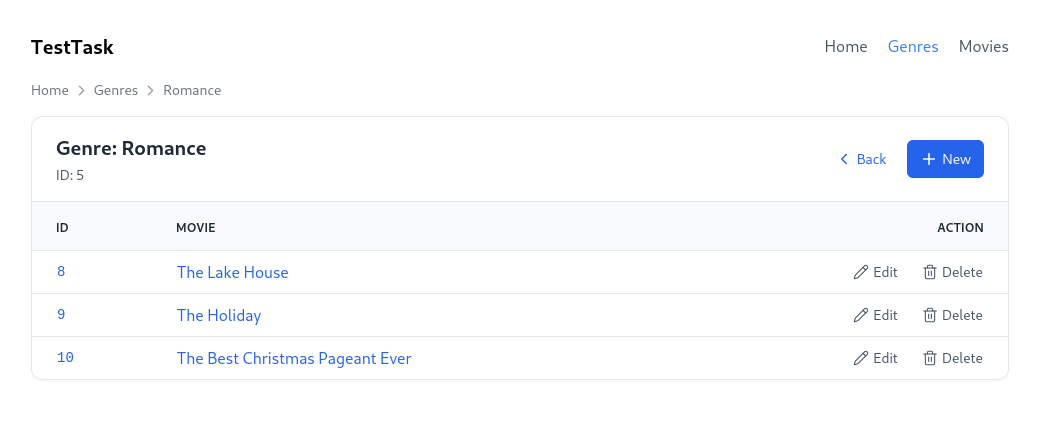 TestTask
Home Genres Movies
Home Genres Romance
Genre: Romance
ID: 5
Back New
ID MOVIE ACTION
8 The Lake House Edit Delete
9 The Holiday Edit Delete
10 The Best Christmas Pageant Ever Edit Delete